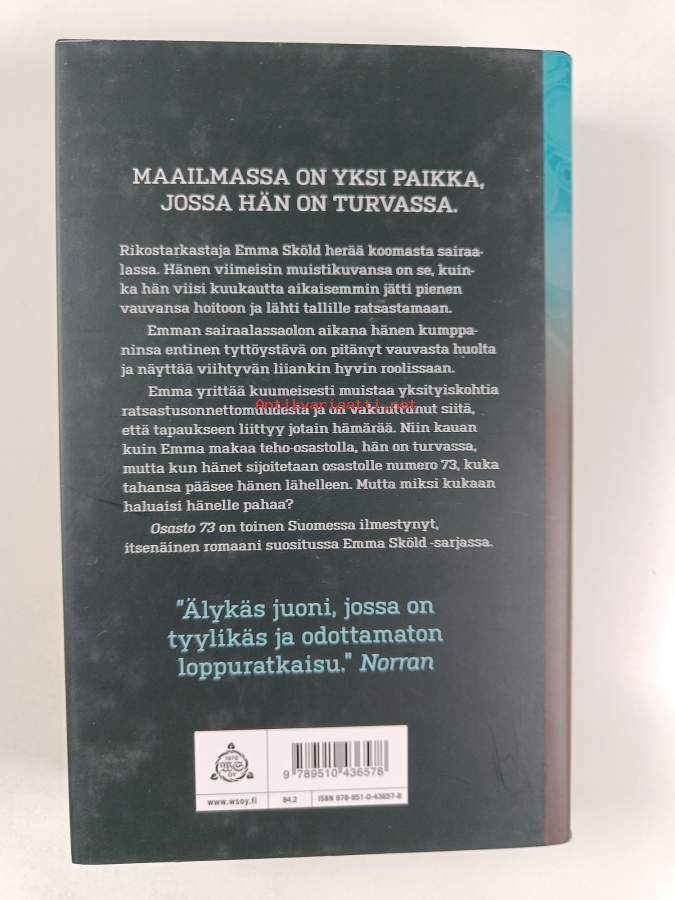 MAAILMASSA ON YKSI PAIKKA,
JOSSA HÄN ON TURVASSA.
Rikostarkastaja Emma Sköld herää koomasta sairaa-
lassa. Hänen viimeisin muistikuvansa on se, kuin-
ka hän viisi kuukautta aikaisemmin jätti pienen
vauvansa hoitoon ja lähti tallille ratsastamaan.
Emman sairaalassaolon aikana hänen kumppa-
ninsa entinen tyttöystävä on pitänyt vauvasta huolta
ja näyttää viihtyvän liiankin hyvin roolissaan.
Emma yrittää kuumeisesti muistaa yksityiskohtia
Antikvariaatti.net
ratsastusonnettomuudesta ja on vakuuttunut siitä,
että tapaukseen liittyy jotain hämärää. Niin kauan
kuin Emma makaa teho-osastolla, hän on turvassa,
mutta kun hänet sijoitetaan osastolle numero 73, kuka
tahansa pääsee hänen lähelleen. Mutta miksi kukaan
haluaisi hänelle pahaa?
Osasto 73 on toinen Suomessa ilmestynyt,
itsenäinen romaani suositussa Emma Sköld -sarjassa.
"Älykäs juoni, jossa on
tyylikäs ja odottamaton
loppuratkaisu." Norran
1878
WS
OY
9 789510 436578
www.wsoy.fi
84.2
ISBN 978-951-0-43657-8